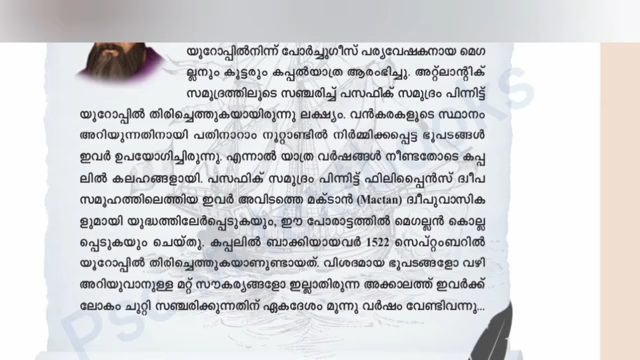 യൂറോപ്പിൽനിന്ന് പോർച്ചുഗീസ് പര്യവേഷകനായ മെഗ
ല്ലനും കൂട്ടരും കപ്പൽയാത്ര ആരംഭിച്ചു. അറ്റ്ലാന്റിക്
സമുദ്രത്തിലൂടെ സഞ്ചരിച്ച് പസഫിക് സമുദ്രം പിന്നിട്ട്
യൂറോപ്പിൽ തിരിച്ചെത്തുകയായിരുന്നു ലക്ഷ്യം. വൻകരകളുടെ സ്ഥാനം
അറിയുന്നതിനായി പതിനാറാം നൂറ്റാണ്ടിൽ നിർമ്മിക്കപ്പെട്ട ഭൂപടങ്ങൾ
ഇവർ ഉപയോഗിച്ചിരുന്നു. എന്നാൽ യാത്ര വർഷങ്ങൾ നീണ്ടതോടെ കപ്പ
ലിൽ കലഹങ്ങളായി. പസഫിക് സമുദ്രം പിന്നിട്ട് ഫിലിപ്പൈൻസ് ദ്വീപ
സമൂഹത്തിലെത്തിയ ഇവർ അവിടത്തെ മക്ടാൻ (Mactan) ദ്വീപുവാസിക
ളുമായി യുദ്ധത്തിലേർപ്പെടുകയും, ഈ പോരാട്ടത്തിൽ മെഗല്ലൻ കൊല്ല
പ്പെടുകയും ചെയ്തു. കപ്പലിൽ ബാക്കിയായവർ 1522 സെപ്റ്റംബറിൽ
യൂറോപ്പിൽ തിരിച്ചെത്തുകയാണുണ്ടായത്. വിശദമായ ഭൂപടങ്ങളോ വഴി
അറിയുവാനുള്ള മറ്റ് സൗകര്യങ്ങളോ ഇല്ലാതിരുന്ന അക്കാലത്ത് ഇവർക്ക്
ലോകം ചുറ്റി സഞ്ചരിക്കുന്നതിന് ഏകദേശം മൂന്നു വർഷം വേണ്ടിവന്നു...